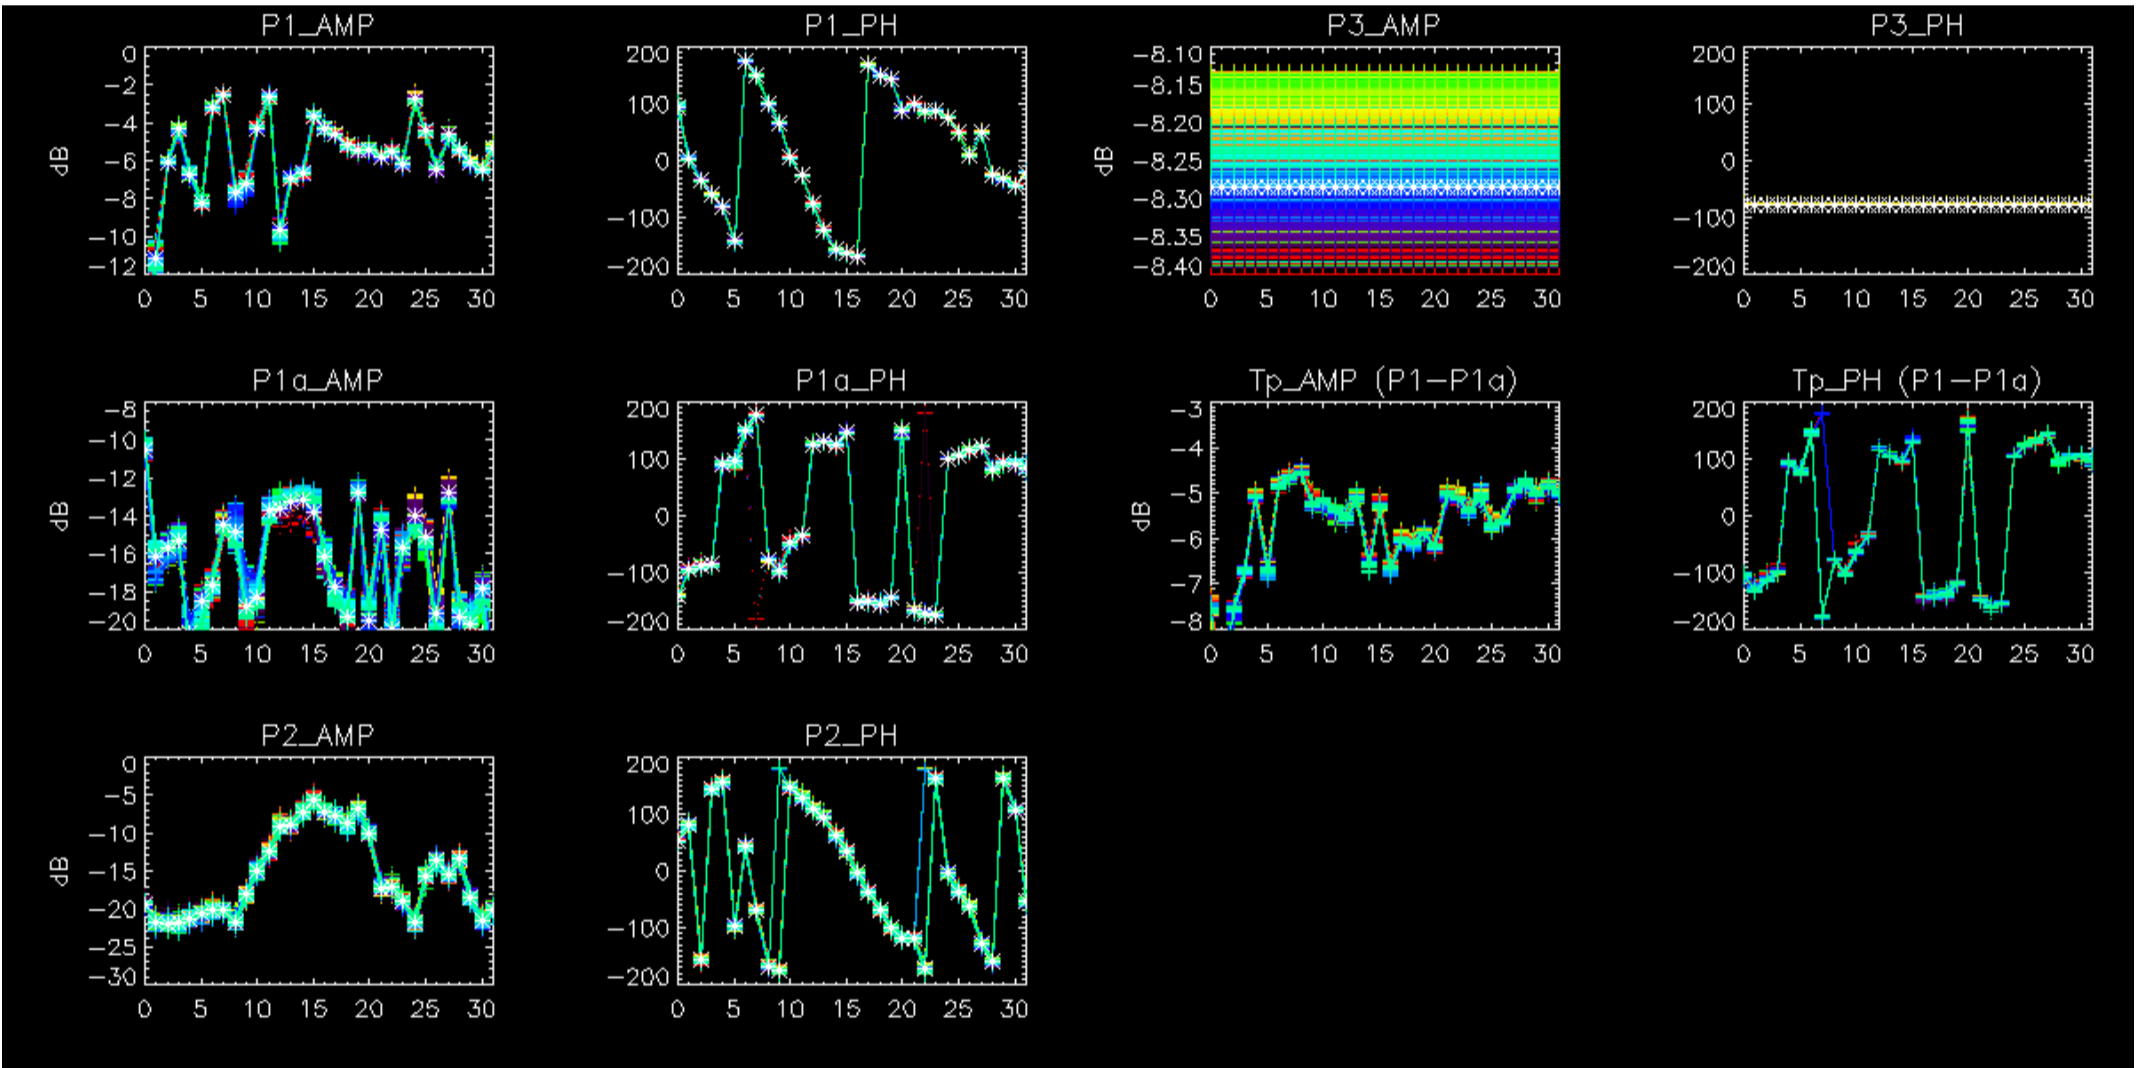 P1_AMP
dB
0
-2
-4
-6
-8
-10
-12
0 5 10 15 20 25 30
P1_PH
200
100
0
-100
-200
0 5 10 15 20 25 30
P3_AMP
dB
-8.10
-8.15
-8.20
-8.25
-8.30
-8.35
-8.40
0 5 10 15 20 25 30
P3_PH
200
100
0
-100
-200
0 5 10 15 20 25 30
P1a_AMP
dB
-8
-10
-12
-14
-16
-18
-20
0 5 10 15 20 25 30
P1a_PH
200
100
0
-100
-200
0 5 10 15 20 25 30
Tp_AMP (P1-P1a)
dB
-3
-4
-5
-6
-7
-8
0 5 10 15 20 25 30
Tp_PH (P1-P1a)
200
100
0
-100
-200
0 5 10 15 20 25 30
P2_AMP
dB
0
-5
-10
-15
-20
-25
-30
0 5 10 15 20 25 30
P2_PH
200
100
0
-100
-200
0 5 10 15 20 25 30